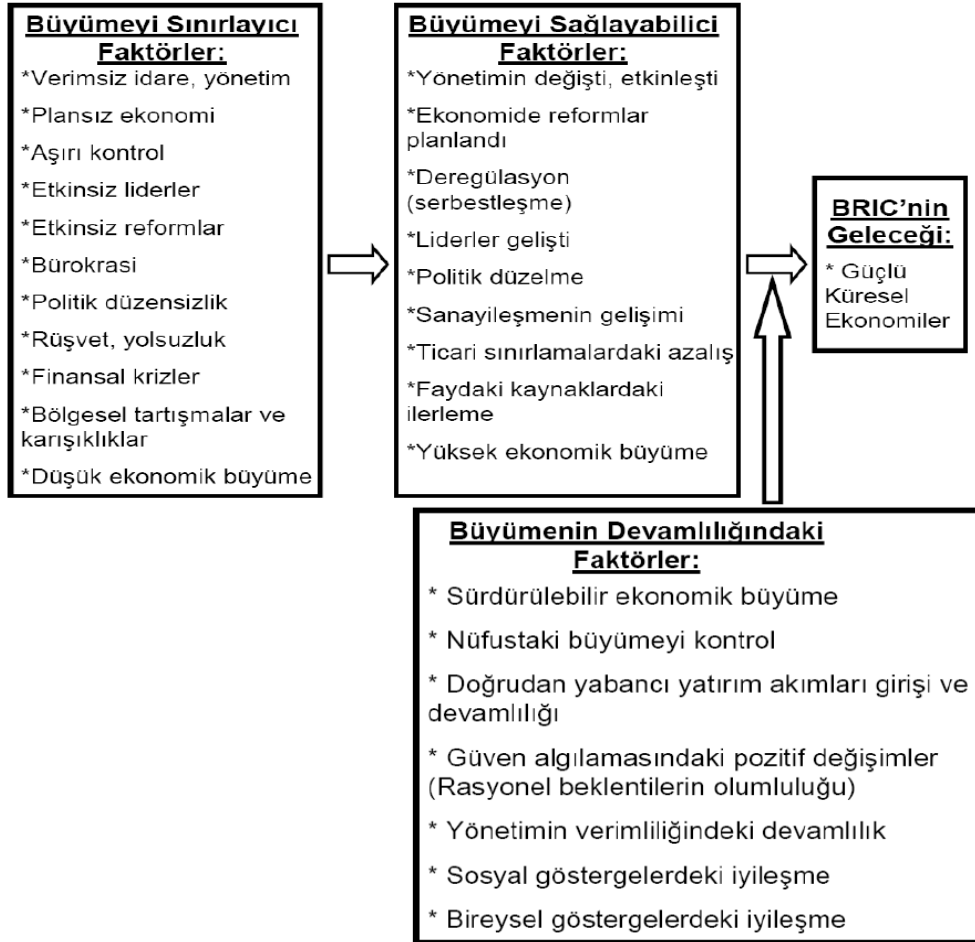 Büyümeyi Sınırlayıcı
Faktörler:
*Verimsiz idare, yönetim
*Plansız ekonomi
*Aşırı kontrol
*Etkinsiz liderler
*Etkinsiz reformlar
*Bürokrasi
*Politik düzensizlik
*Rüşvet, yolsuzluk
*Finansal krizler
*Bölgesel tartışmalar ve
karışıklıklar
*Düşük ekonomik büyüme
Büyümeyi Sağlayabilici
Faktörler:
*Yönetimin değişti, etkinleşti
*Ekonomide reformlar
planlandı
*Deregülasyon
(serbestleşme)
*Liderler gelişti
*Politik düzelme
*Sanayileşmenin gelişimi
*Ticari sınırlamalardaki azalış
*Faydaki kaynaklardaki
ilerleme
*Yüksek ekonomik büyüme
BRIC’nin
Geleceği:
* Güçlü
Küresel
Ekonomiler
Büyümenin Devamlılığındaki
Faktörler:
* Sürdürülebilir ekonomik büyüme
* Nüfustaki büyümeyi kontrol
* Doğrudan yabancı yatırım akımları girişi ve
devamlılığı
* Güven algılamasındaki pozitif değişimler
(Rasyonel beklentilerin olumluluğu)
* Yönetimin verimliliğindeki devamlılık
* Sosyal göstergelerdeki iyileşme
* Bireysel göstergelerdeki iyileşme